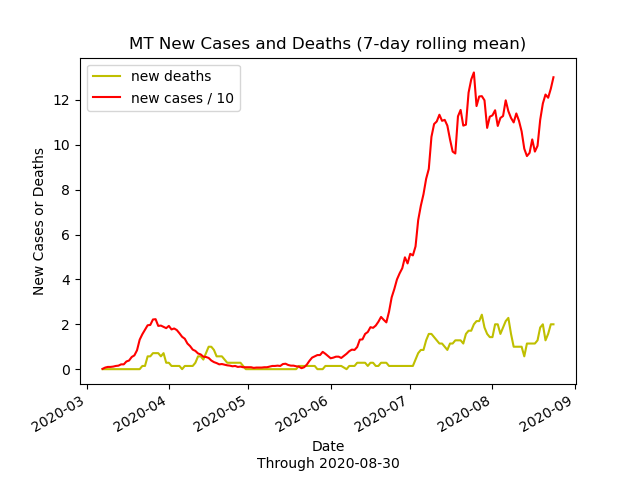 MT New Cases and Deaths (7-day rolling mean)
new deaths
new cases / 10
12
10
8
6
4
2
0
New Cases or Deaths
2020-03
2020-04
2020-05
2020-06
2020-07
2020-08
2020-09
Date
Through 2020-08-30